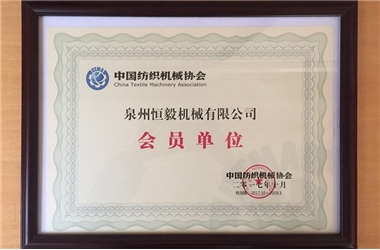 中国纺织机械协会
China Textile Machinery Association
泉州恒毅机械有限公司
会员单位
中国纺织机械协会
二零一七年十月